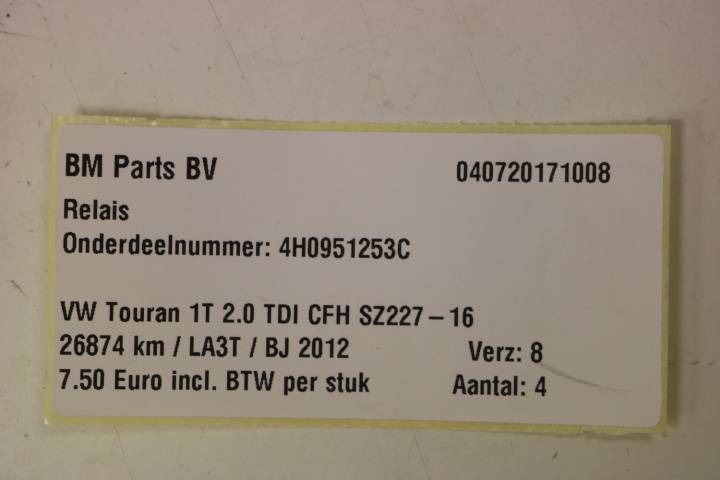 BM Parts BV 040720171008
Relais
Onderdeelnummer: 4H0951253C
VW Touran 1T 2.0 TDI CFH SZ227-16
26874 km / LA3T / BJ 2012 Verz: 8
7.50 Euro incl. BTW per stuk Aantal: 4